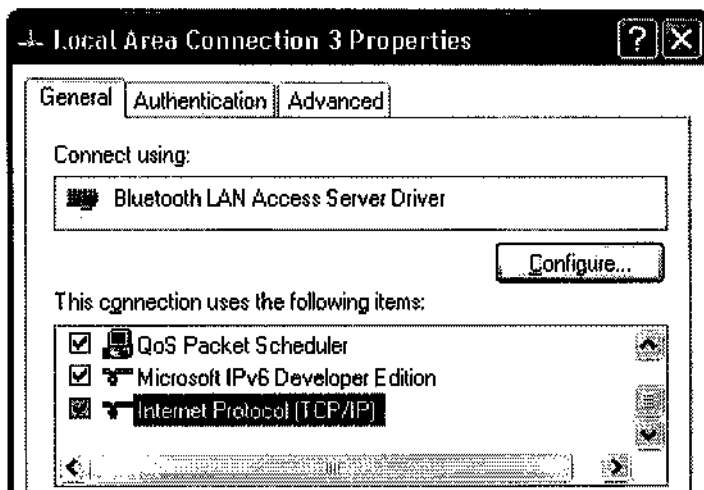 Local Area Connection 3 Properties
General Authentication Advanced
Connect using:
Bluetooth LAN Access Server Driver
Configure...
This connection uses the following items:
QoS Packet Scheduler
Microsoft IPv6 Developer Edition
Internet Protocol (TCP/IP)